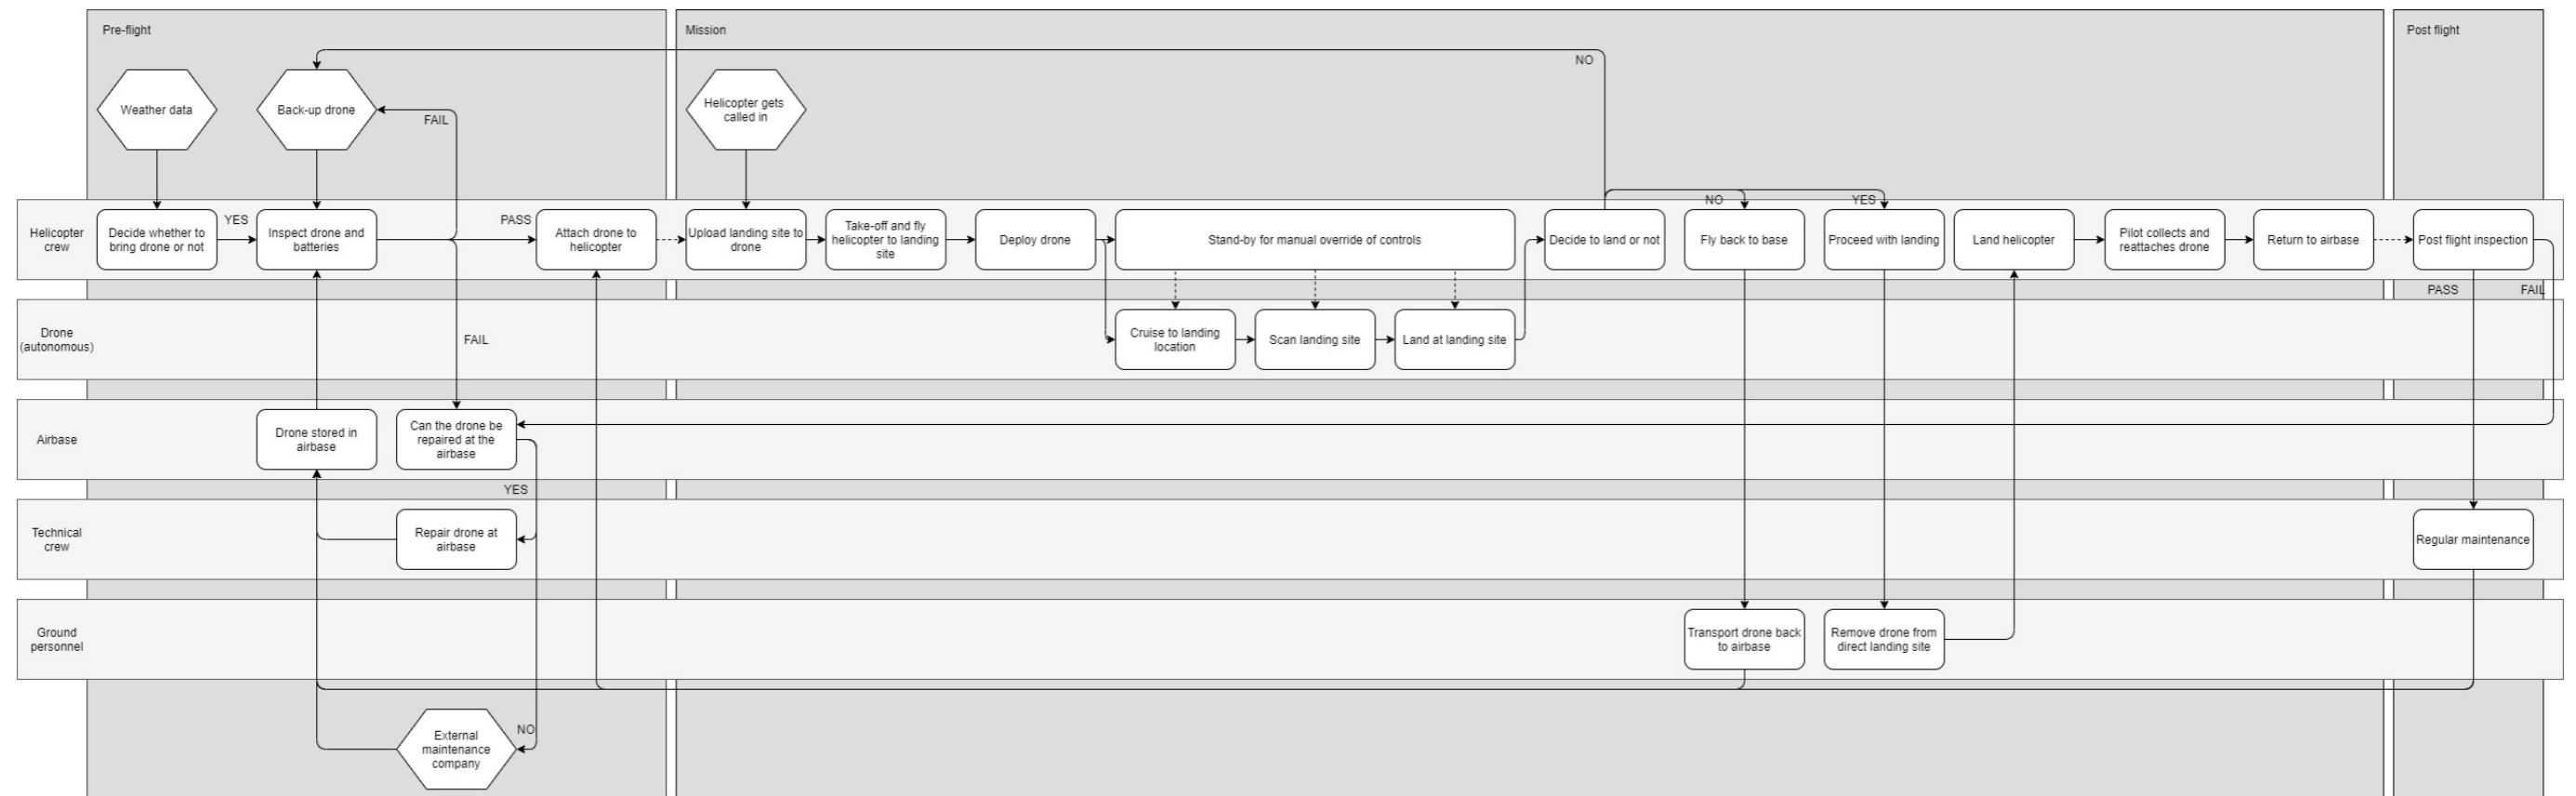 Pre-flight
Mission
Post flight
NO
Weather data
Back-up drone
FAIL
Helicopter gets
called in
Helicopter
crew
Decide whether to
bring drone or not
YES
Inspect drone and
batteries
PASS
Attach drone to
helicopter
Upload landing site to
drone
Take-off and fly
helicopter to landing
site
Deploy drone
Stand-by for manual override of controls
Decide to land or not
NO
Fly back to base
YES
Proceed with landing
Land helicopter
Pilot collects and
reattaches drone
Return to airbase
Post flight inspection
PASS
FAIL
Drone
(autonomous)
FAIL
Cruise to landing
location
Scan landing site
Land at landing site
Airbase
Drone stored in
airbase
Can the drone be
repaired at the
airbase
YES
Technical
crew
Repair drone at
airbase
Regular maintenance
Ground
personnel
Transport drone back
to airbase
Remove drone from
direct landing site
NO
External
maintenance
company